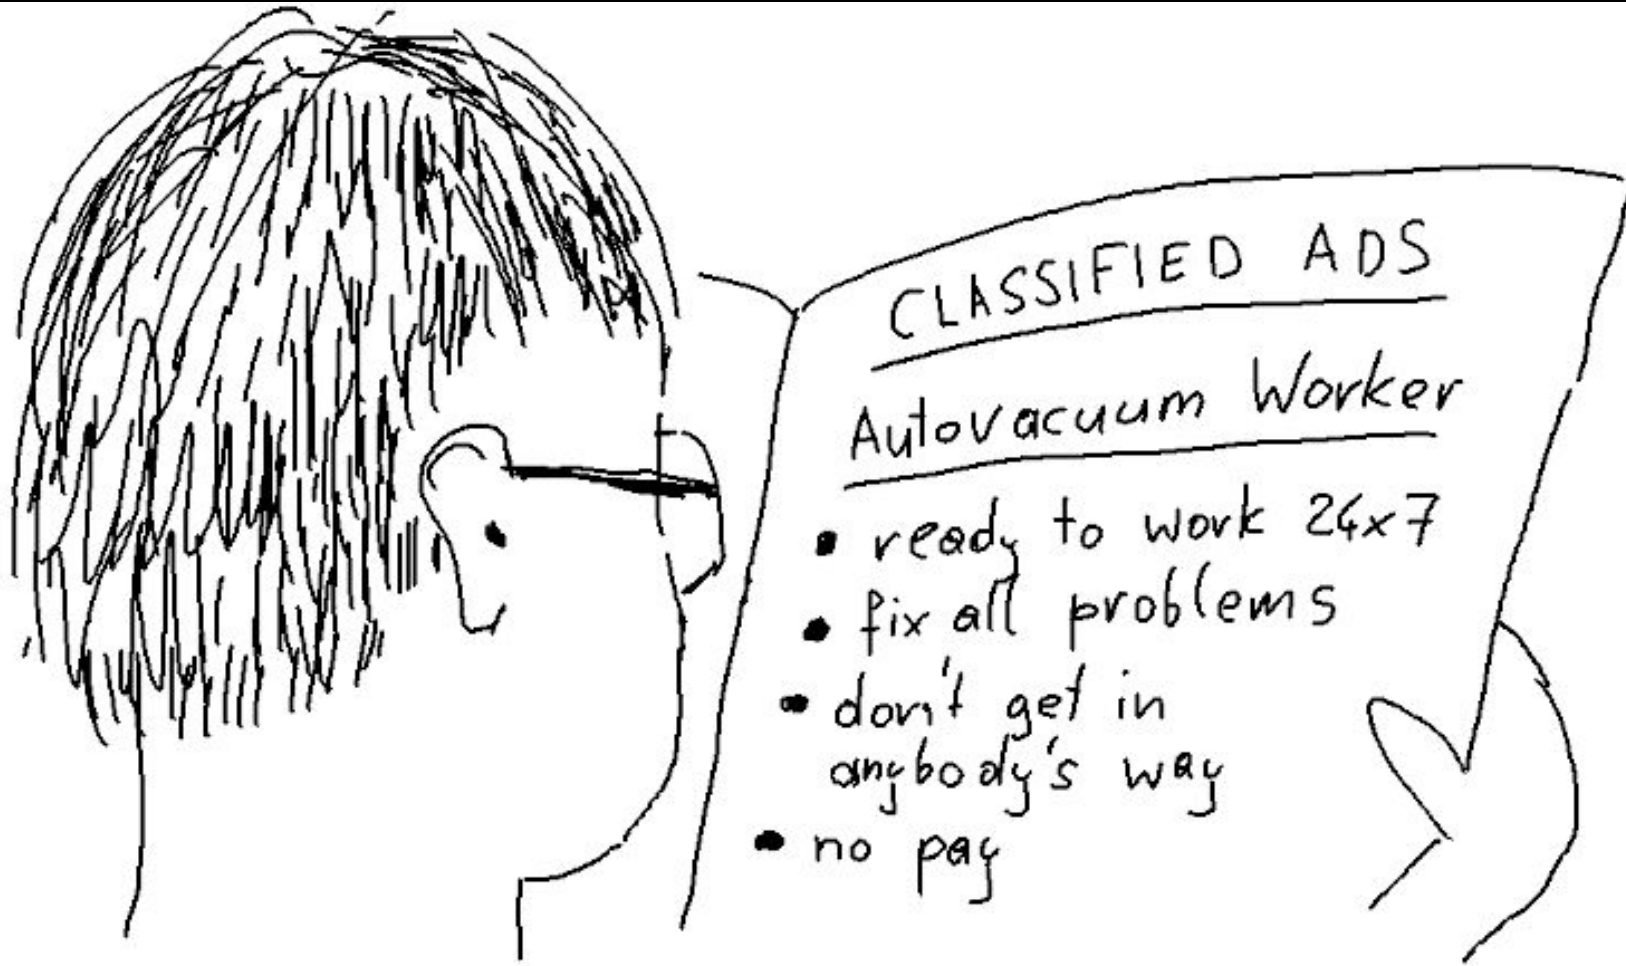 CLASSIFIED ADS
Autovacuum Worker
• ready to work 24x7
• fix all problems
• don't get in
anybody's way
• no pay